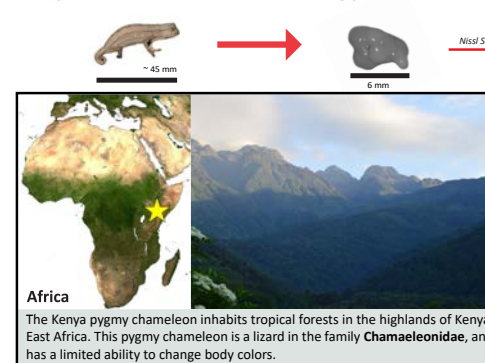 Nissl S
~ 45 mm
6 mm
Africa
The Kenya pygmy chameleon inhabits tropical forests in the highlands of Kenya
East Africa. This pygmy chameleon is a lizard in the family Chamaeleonidae, an
has a limited ability to change body colors.